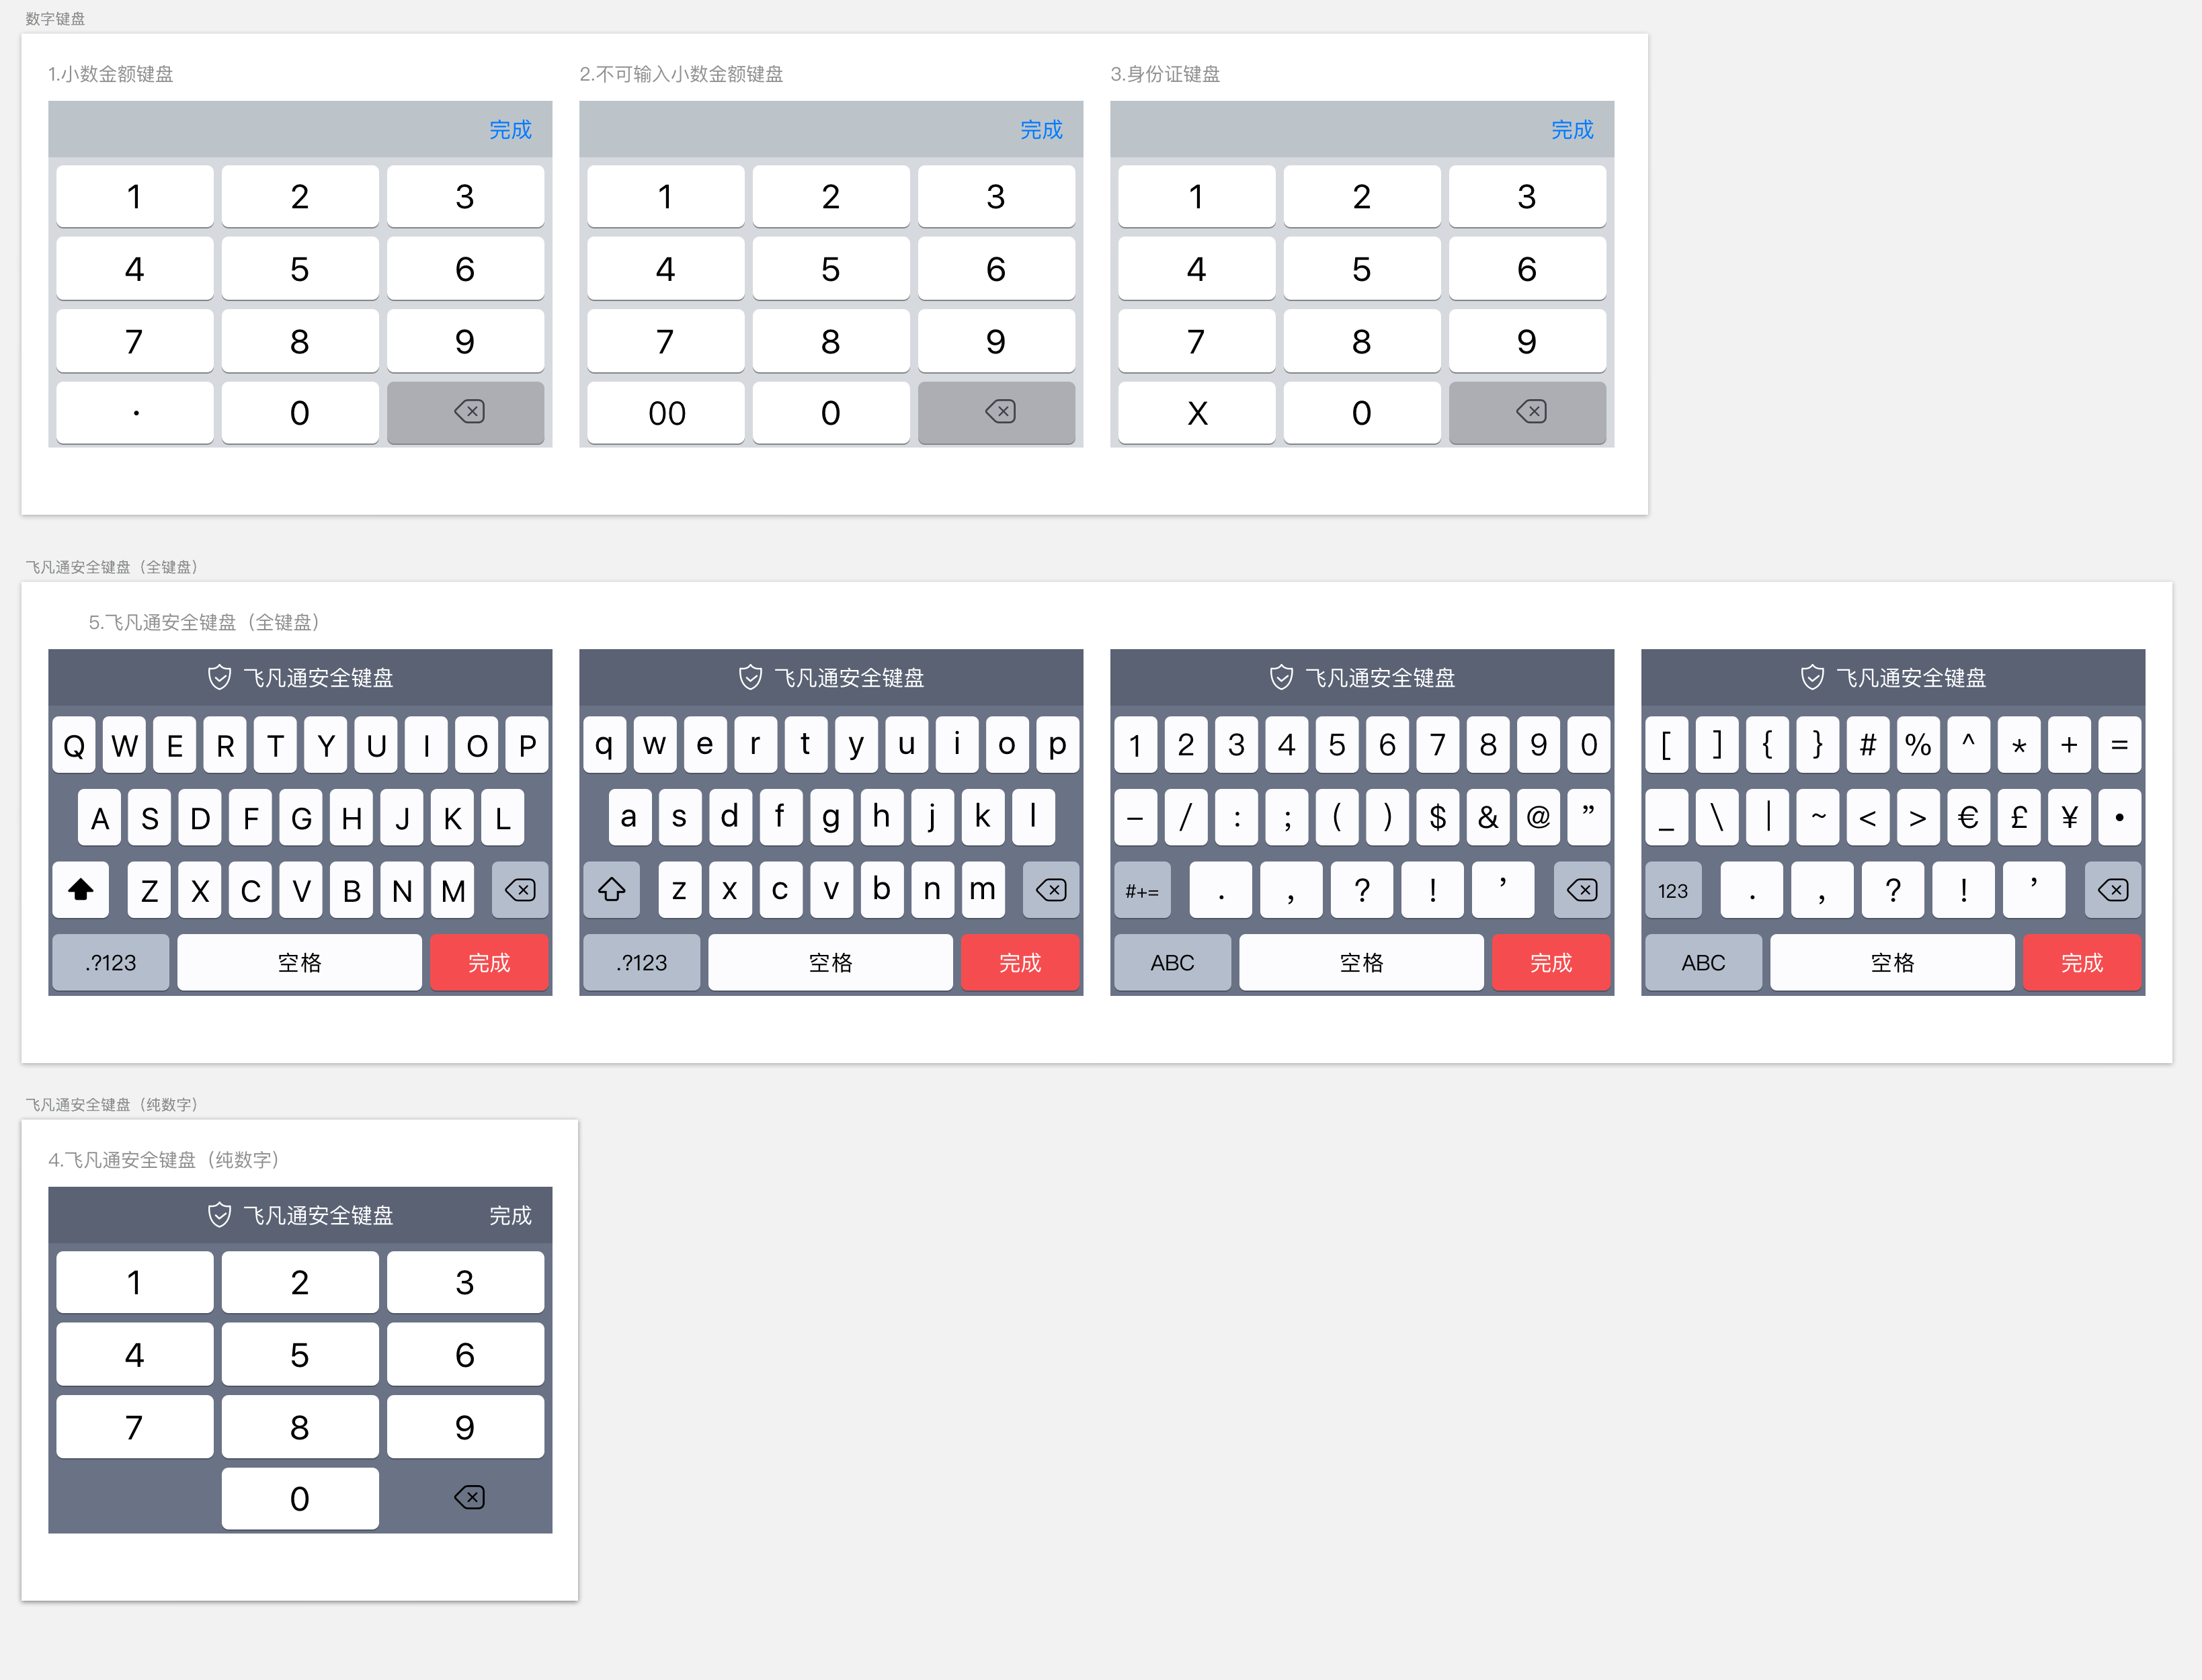 数字键盘
1.小数金额键盘
2.不可输入小数金额键盘
3.身份证键盘
完成
1 2 3
4 5 6
7 8 9
· 0
完成
1 2 3
4 5 6
7 8 9
00 0
完成
1 2 3
4 5 6
7 8 9
X 0
飞凡通安全键盘（全键盘）
5.飞凡通安全键盘（全键盘）
飞凡通安全键盘
Q W E R T Y U I O P
A S D F G H J K L
Z X C V B N M
.?123 空格 完成
飞凡通安全键盘
q w e r t y u i o p
a s d f g h j k l
z x c v b n m
.?123 空格 完成
飞凡通安全键盘
1 2 3 4 5 6 7 8 9 0
– / : ; ( ) $ & @ ”
#+= . , ? ! ’
ABC 空格 完成
飞凡通安全键盘
[ ] { } # % ^ * + =
_ \ | ~ < > € £ ¥ •
123 . , ? ! ’
ABC 空格 完成
飞凡通安全键盘（纯数字）
4.飞凡通安全键盘（纯数字）
飞凡通安全键盘 完成
1 2 3
4 5 6
7 8 9
0